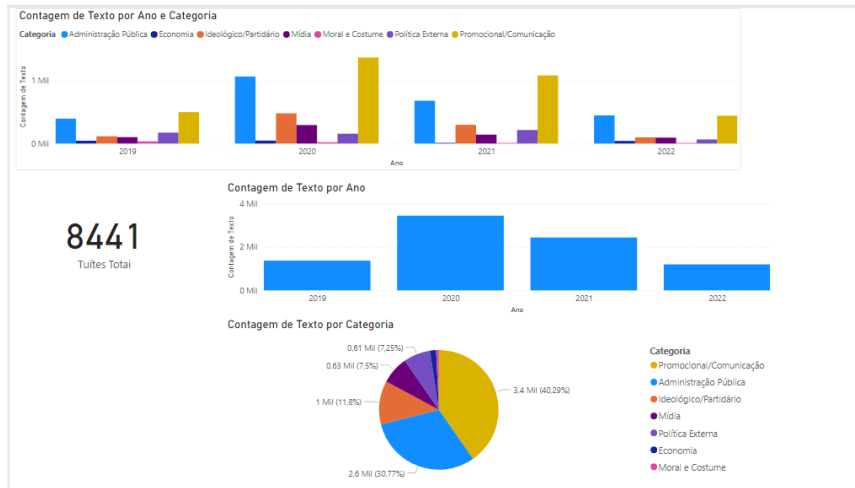 Contagem de Texto por Ano e Categoria
Categoria Administração Pública Economia Ideológico/Partidário Mídia Moral e Costume Política Externa Promocional/Comunicação
Contagem de Texto
1 Mil
0 Mil
2019 2020 2021 2022
Ano
Contagem de Texto por Ano
8441
Tuítes Total
Contagem de Texto
4 Mil
2 Mil
0 Mil
2019 2020 2021 2022
Ano
Contagem de Texto por Categoria
0,61 Mil (7,25%)
0,63 Mil (7,5%)
1 Mil (11,8%)
2,6 Mil (30,77%)
3,4 Mil (40,29%)
Categoria
Promocional/Comunicação
Administração Pública
Ideológico/Partidário
Mídia
Política Externa
Economia
Moral e Costume